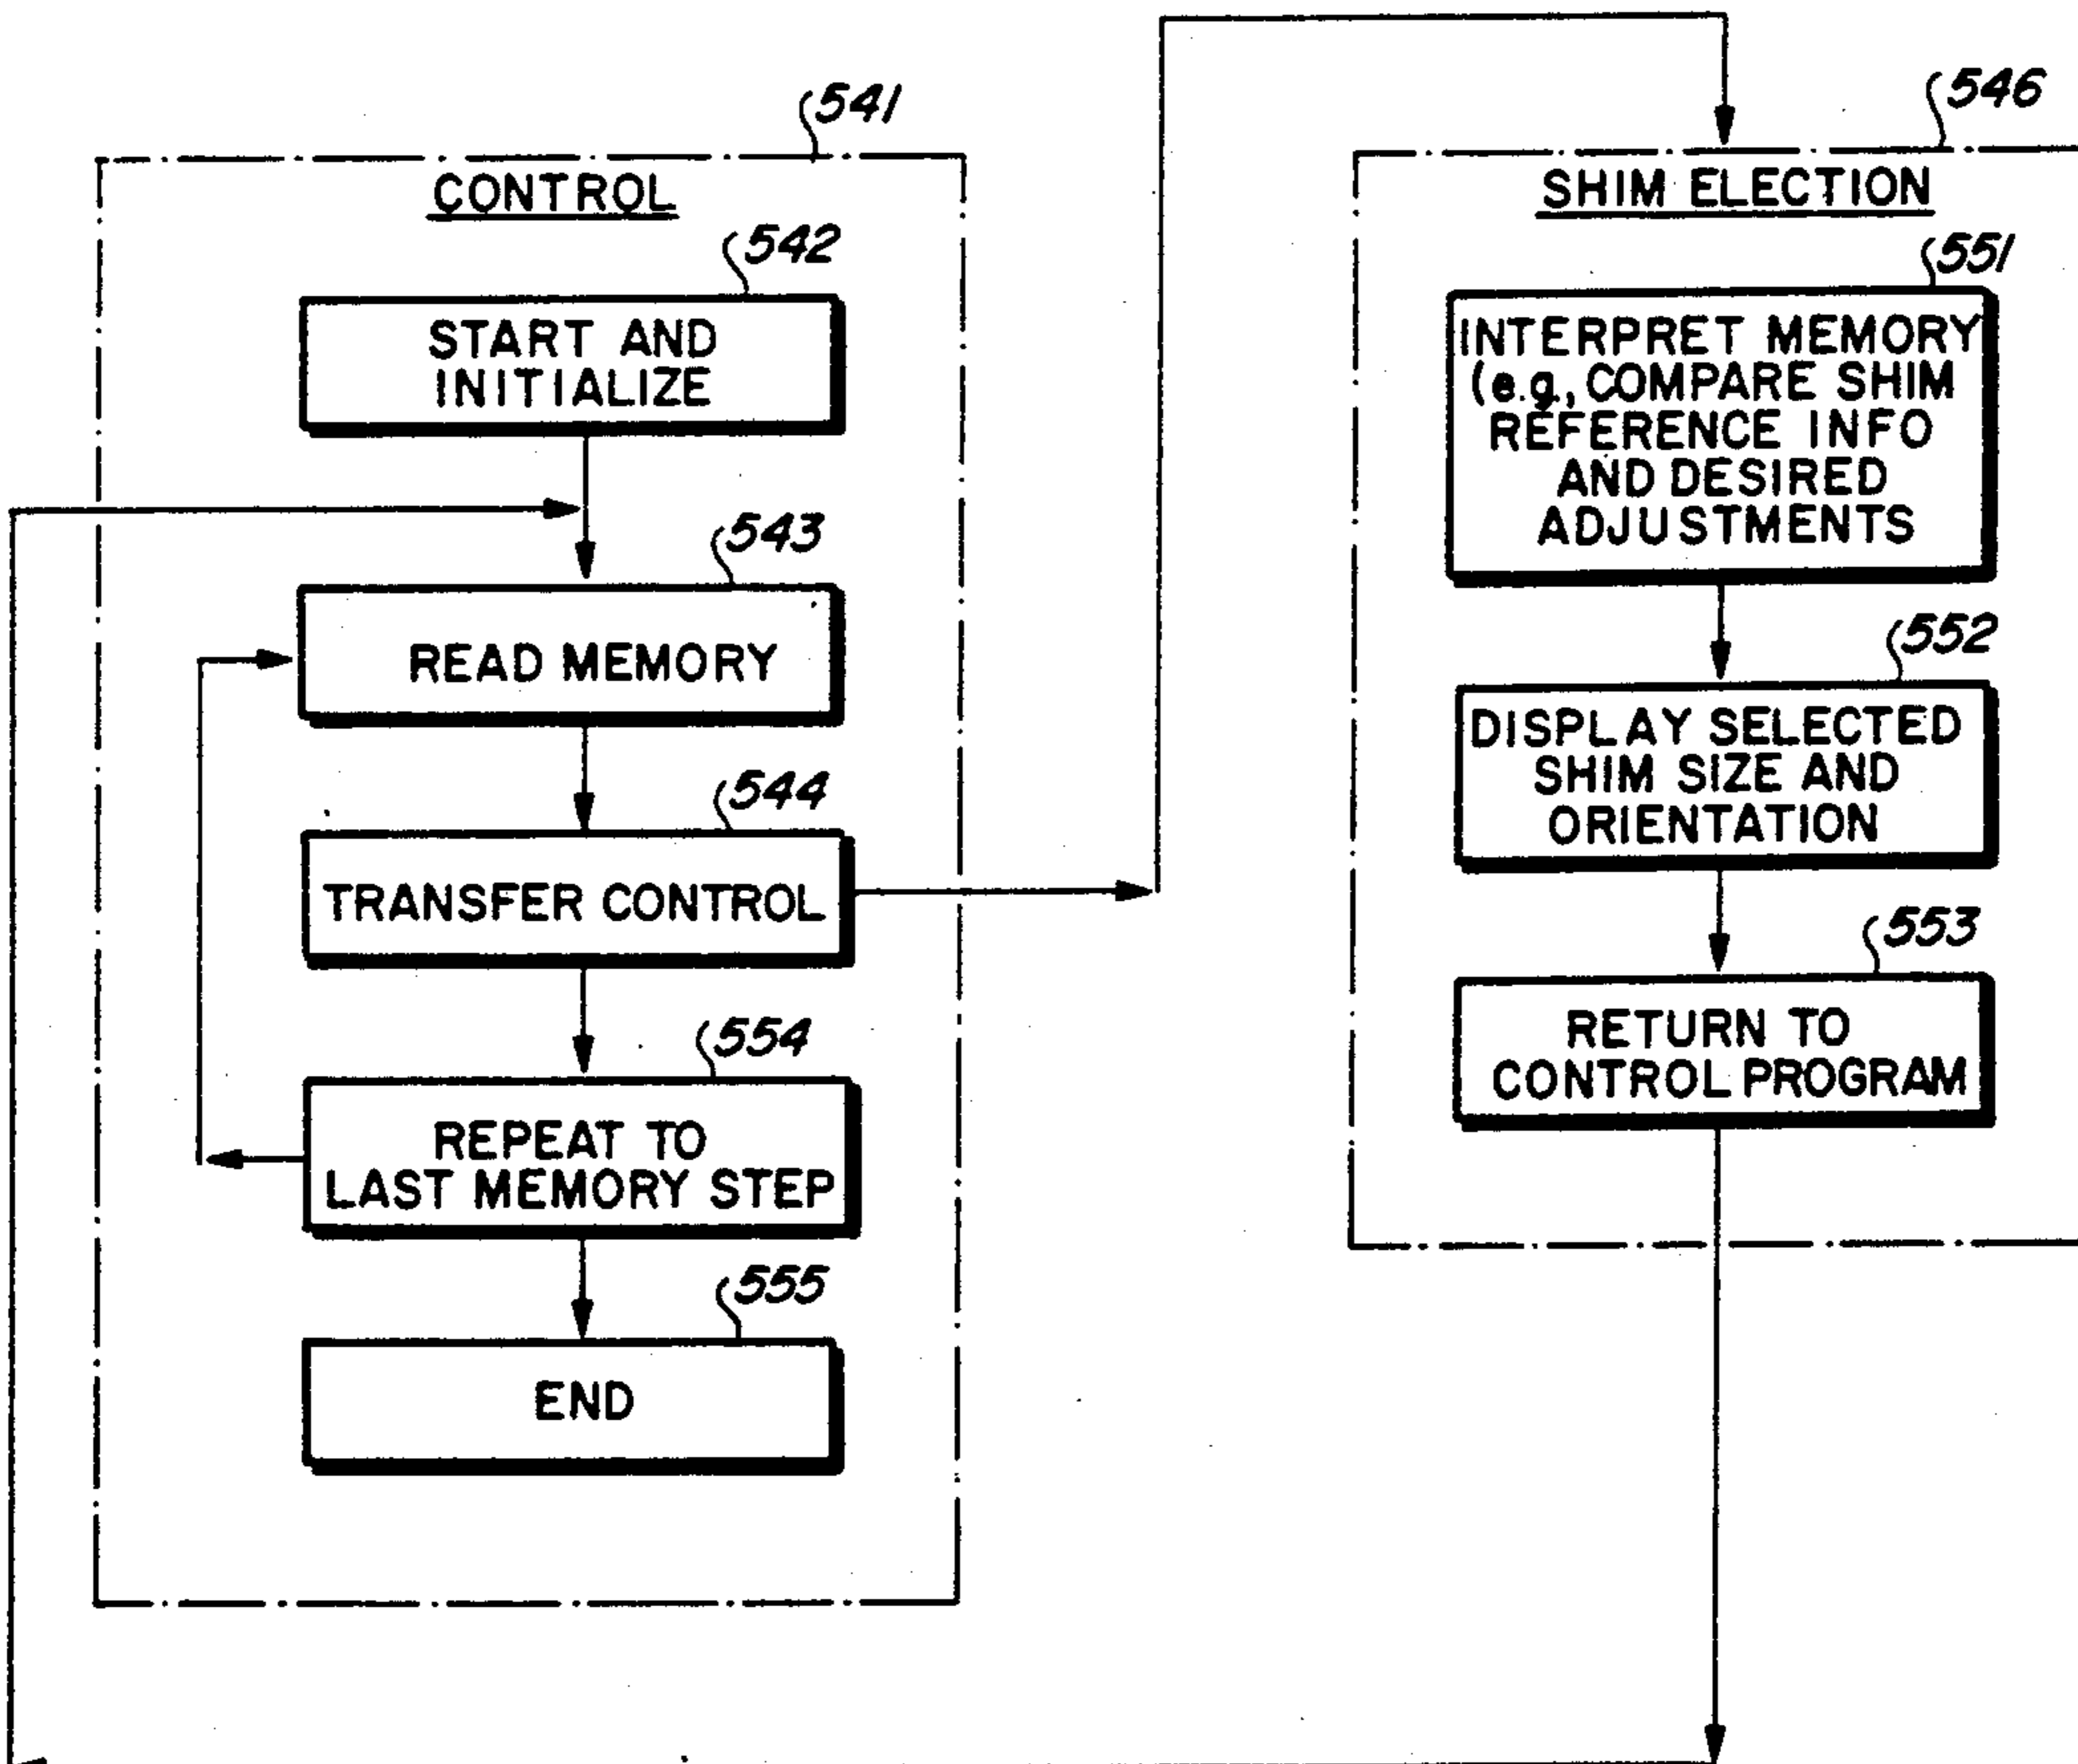 541
CONTROL
542
START AND
INITIALIZE
543
READ MEMORY
544
TRANSFER CONTROL
554
REPEAT TO
LAST MEMORY STEP
555
END
546
SHIM ELECTION
551
INTERPRET MEMORY
(e.g., COMPARE SHIM
REFERENCE INFO
AND DESIRED
ADJUSTMENTS
552
DISPLAY SELECTED
SHIM SIZE AND
ORIENTATION
553
RETURN TO
CONTROL PROGRAM